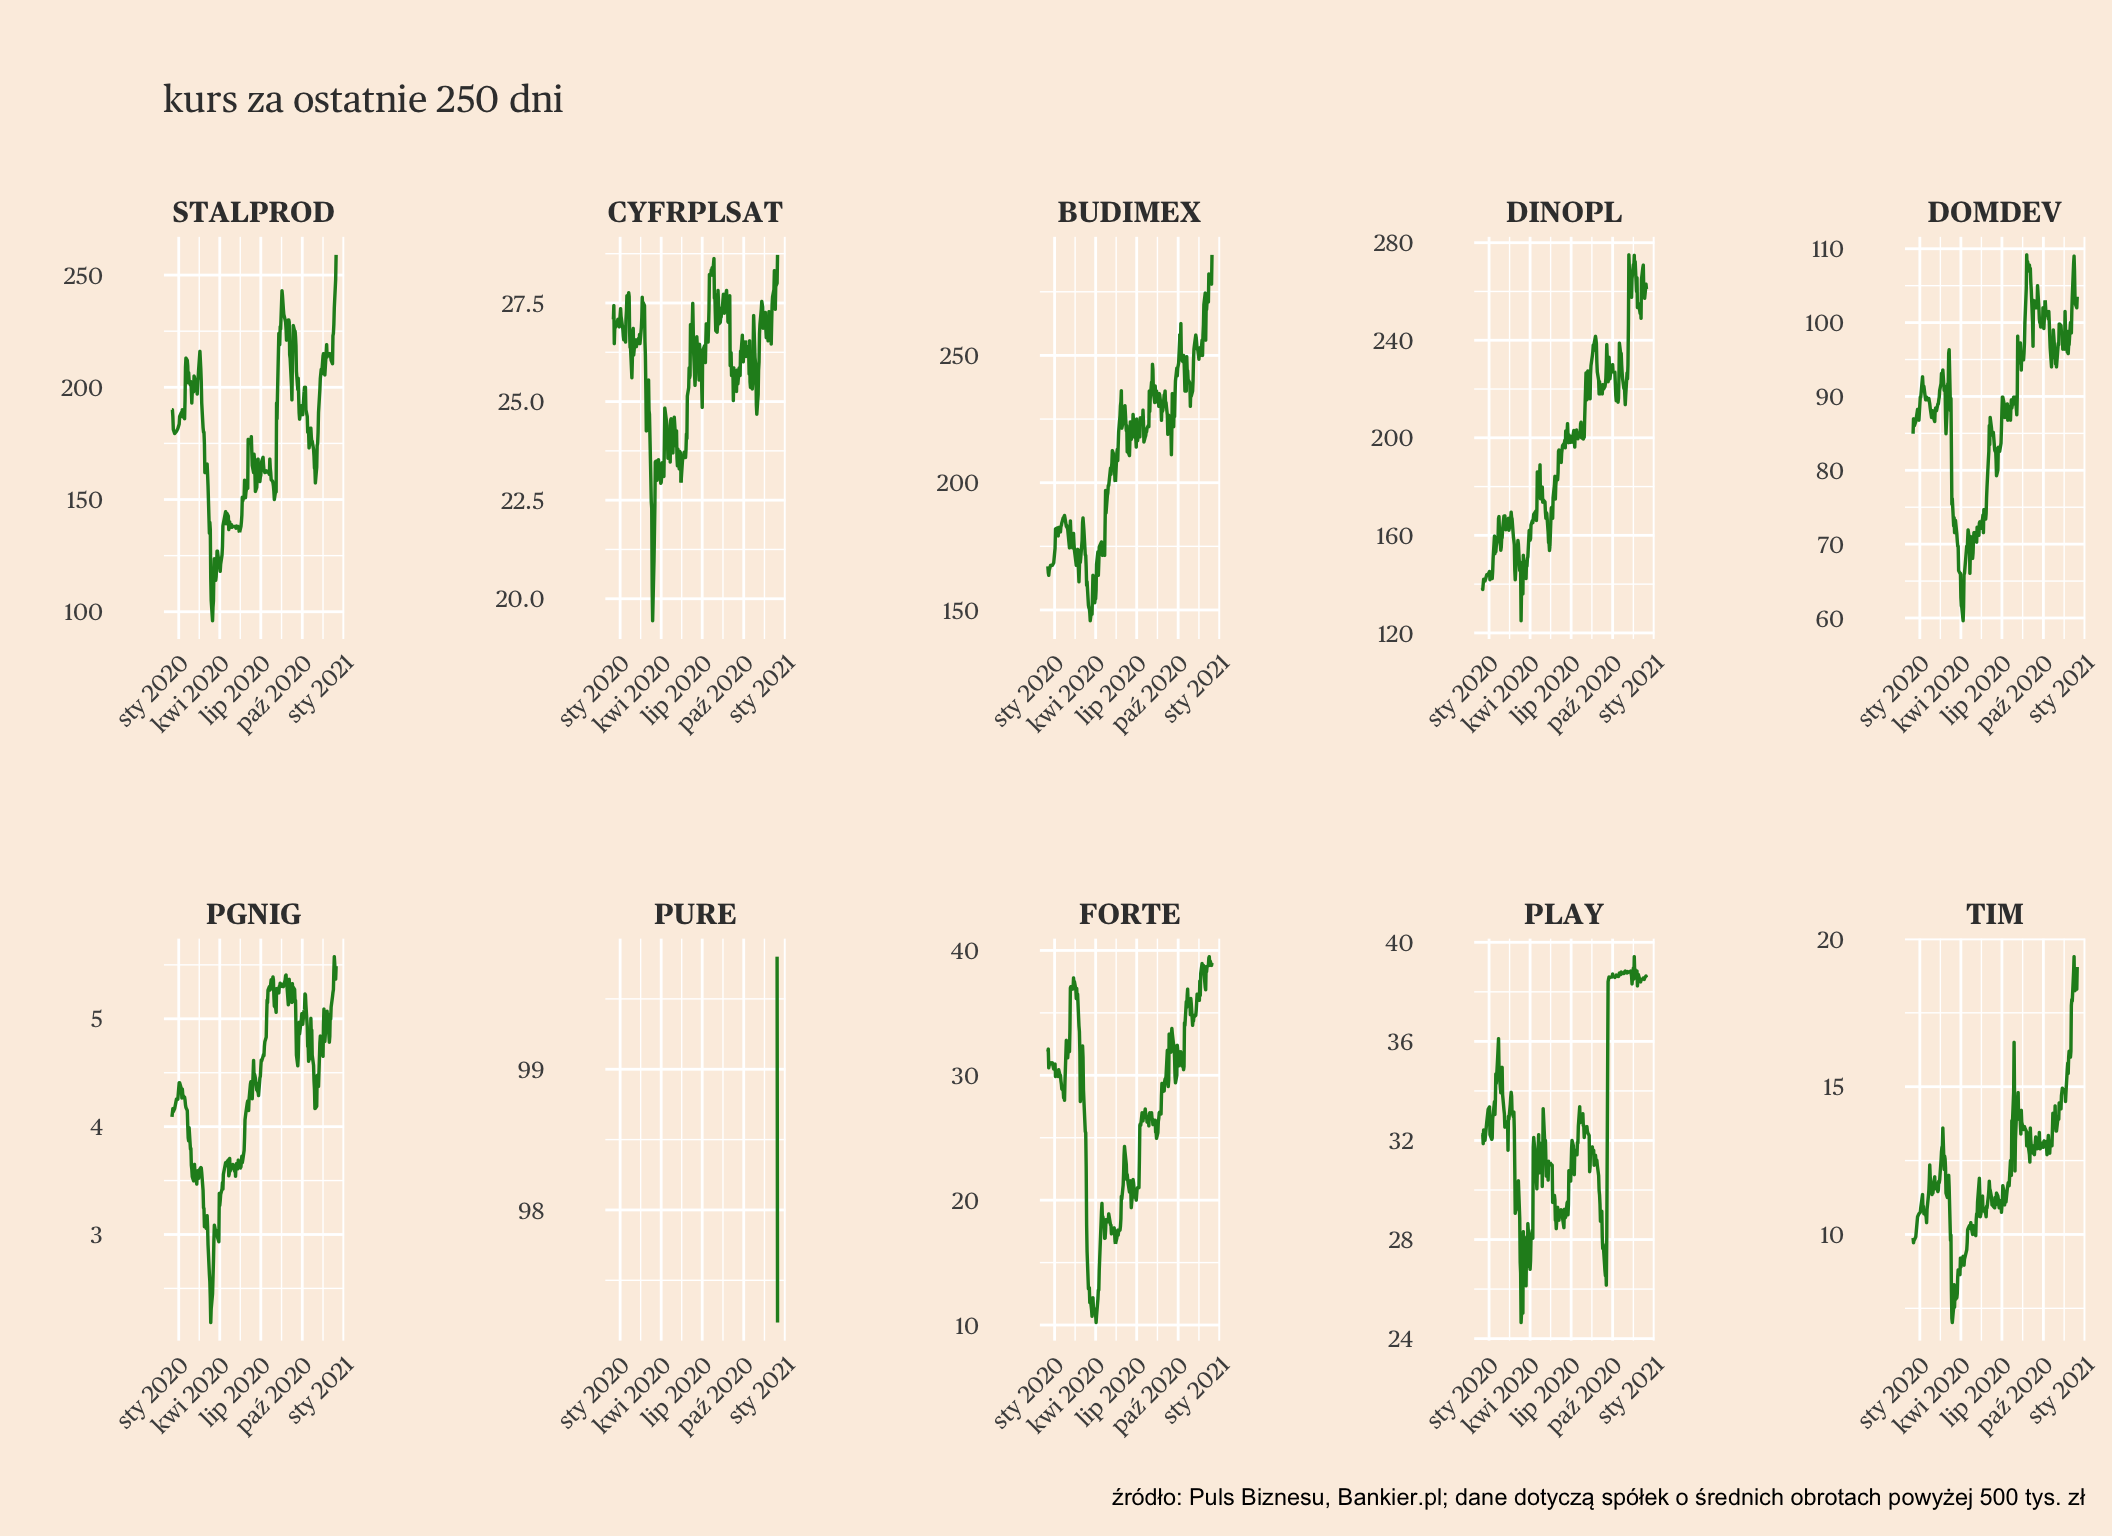 kurs za ostatnie 250 dni
STALPROD
250
200
150
100
sty 2020
kwi 2020
lip 2020
paź 2020
sty 2021
CYFRPLSAT
27.5
25.0
22.5
20.0
sty 2020
kwi 2020
lip 2020
paź 2020
sty 2021
BUDIMEX
250
200
150
sty 2020
kwi 2020
lip 2020
paź 2020
sty 2021
DINOPL
280
240
200
160
120
sty 2020
kwi 2020
lip 2020
paź 2020
sty 2021
DOMDEV
110
100
90
80
70
60
sty 2020
kwi 2020
lip 2020
paź 2020
sty 2021
PGNIG
5
4
3
sty 2020
kwi 2020
lip 2020
paź 2020
sty 2021
PURE
99
98
sty 2020
kwi 2020
lip 2020
paź 2020
sty 2021
FORTE
40
30
20
10
sty 2020
kwi 2020
lip 2020
paź 2020
sty 2021
PLAY
40
36
32
28
24
sty 2020
kwi 2020
lip 2020
paź 2020
sty 2021
TIM
20
15
10
sty 2020
kwi 2020
lip 2020
paź 2020
sty 2021
źródło: Puls Biznesu, Bankier.pl; dane dotyczą spółek o średnich obrotach powyżej 500 tys. zł